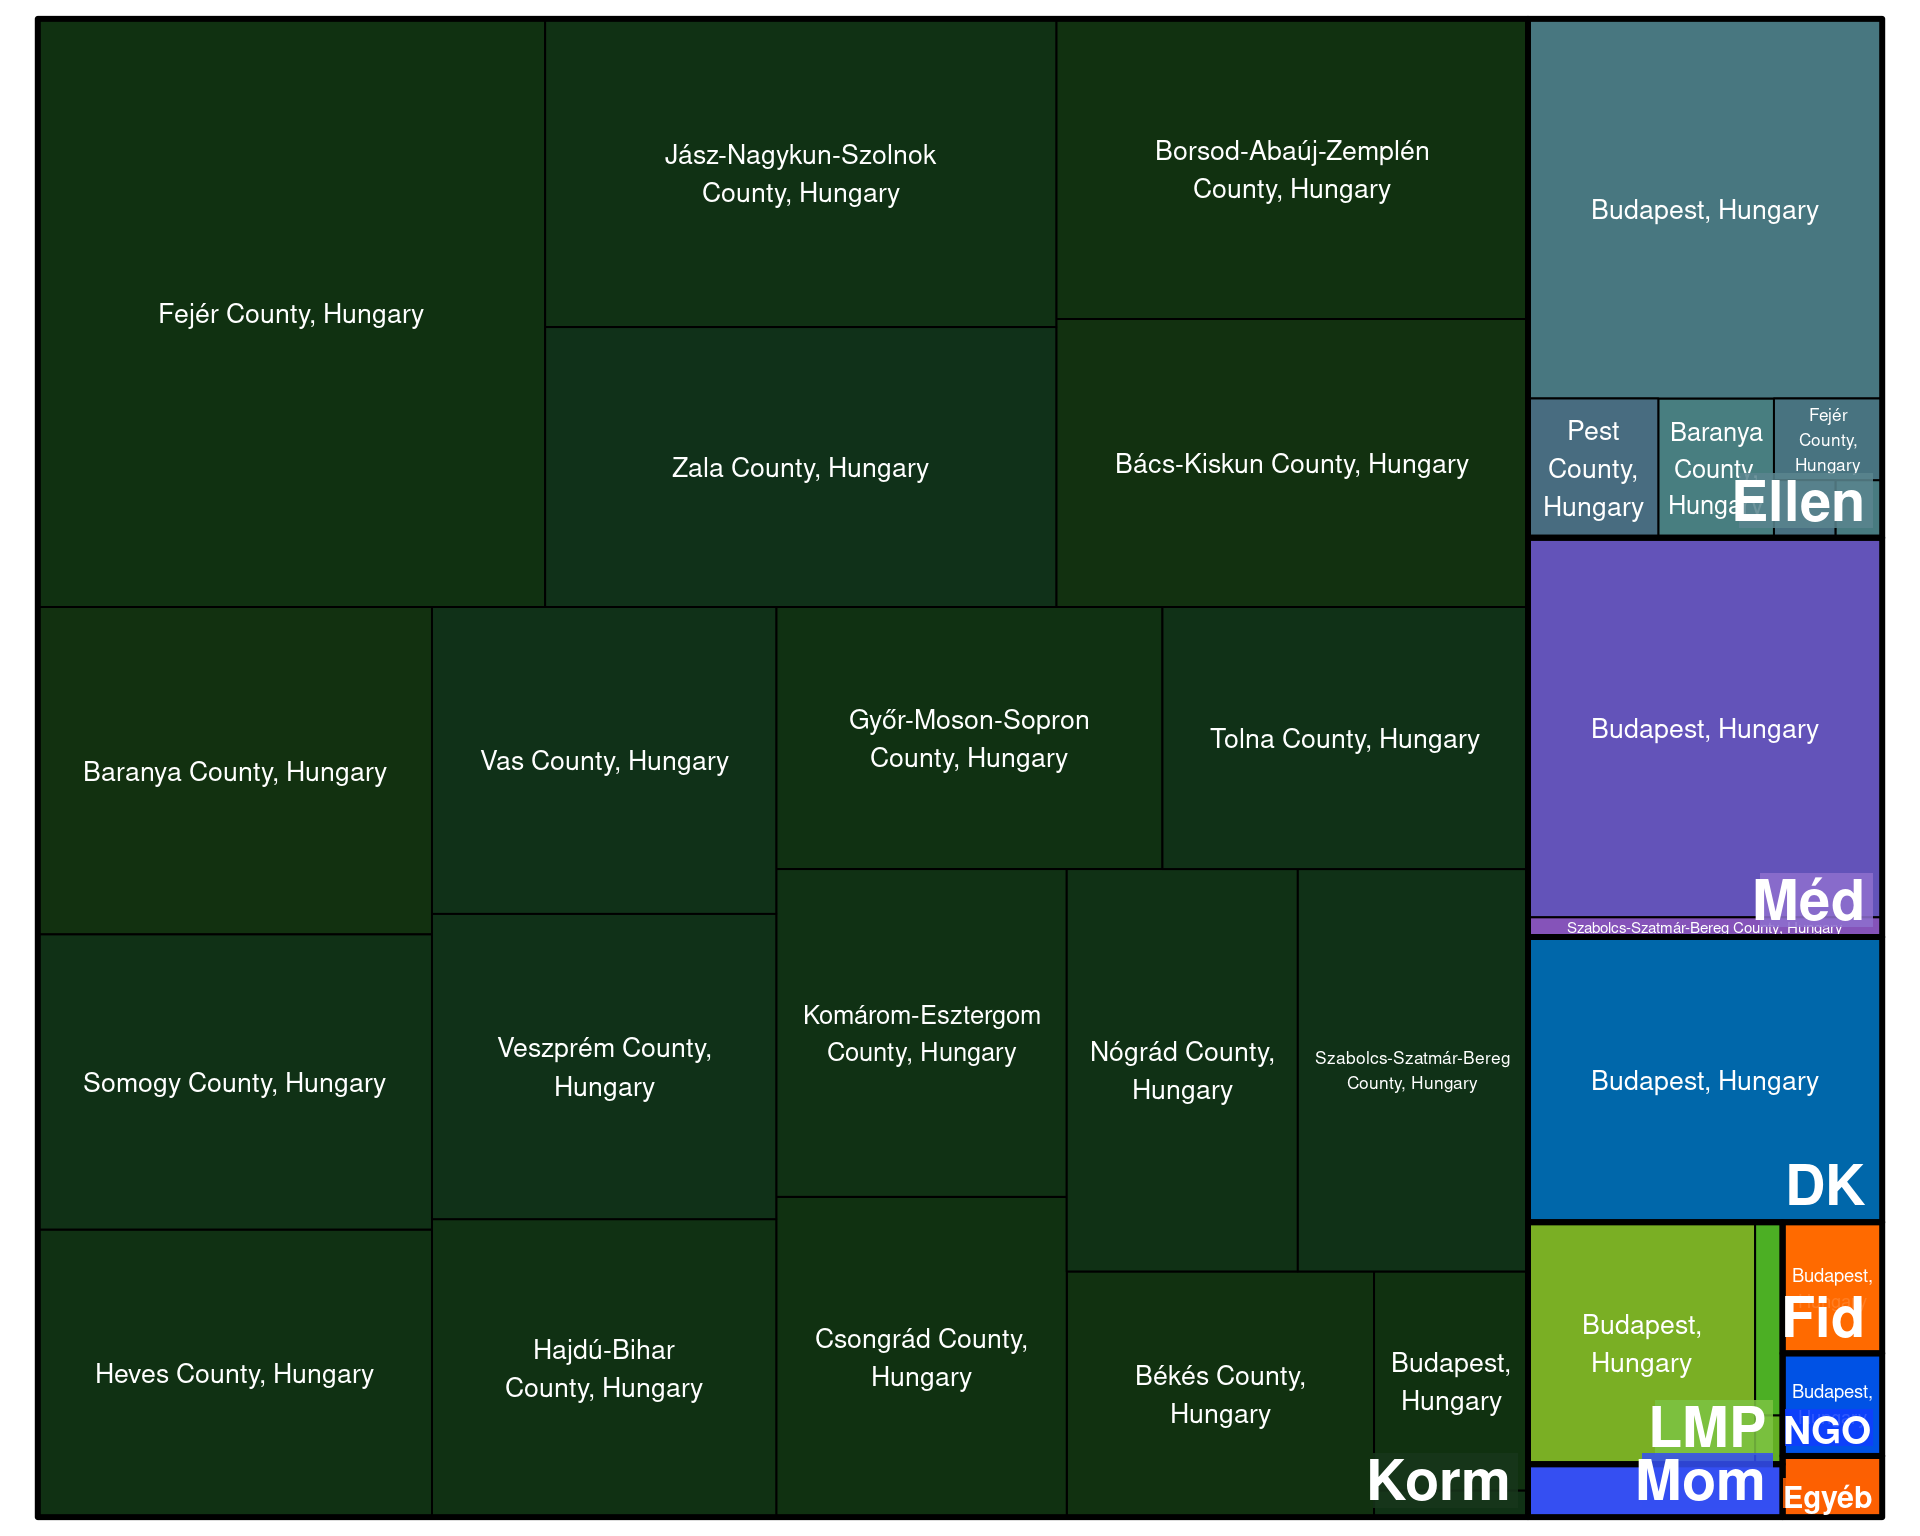 Fejér County, Hungary
Jász-Nagykun-Szolnok
County, Hungary
Borsod-Abaúj-Zemplén
County, Hungary
Zala County, Hungary
Bács-Kiskun County, Hungary
Baranya County, Hungary
Vas County, Hungary
Győr-Moson-Sopron
County, Hungary
Tolna County, Hungary
Somogy County, Hungary
Veszprém County,
Hungary
Komárom-Esztergom
County, Hungary
Nógrád County,
Hungary
Szabolcs-Szatmár-Bereg
County, Hungary
Heves County, Hungary
Hajdú-Bihar
County, Hungary
Csongrád County,
Hungary
Békés County,
Hungary
Budapest,
Hungary
Korm
Budapest, Hungary
Pest
County,
Hungary
Baranya
County,
Hungary
Fejér
County,
Hungary
Ellen
Budapest, Hungary
Méd
Szabolcs-Szatmár-Bereg County, Hungary
Budapest, Hungary
DK
Budapest,
Hungary
LMP
Mom
Budapest,
Fid
Budapest,
NGO
Egyéb